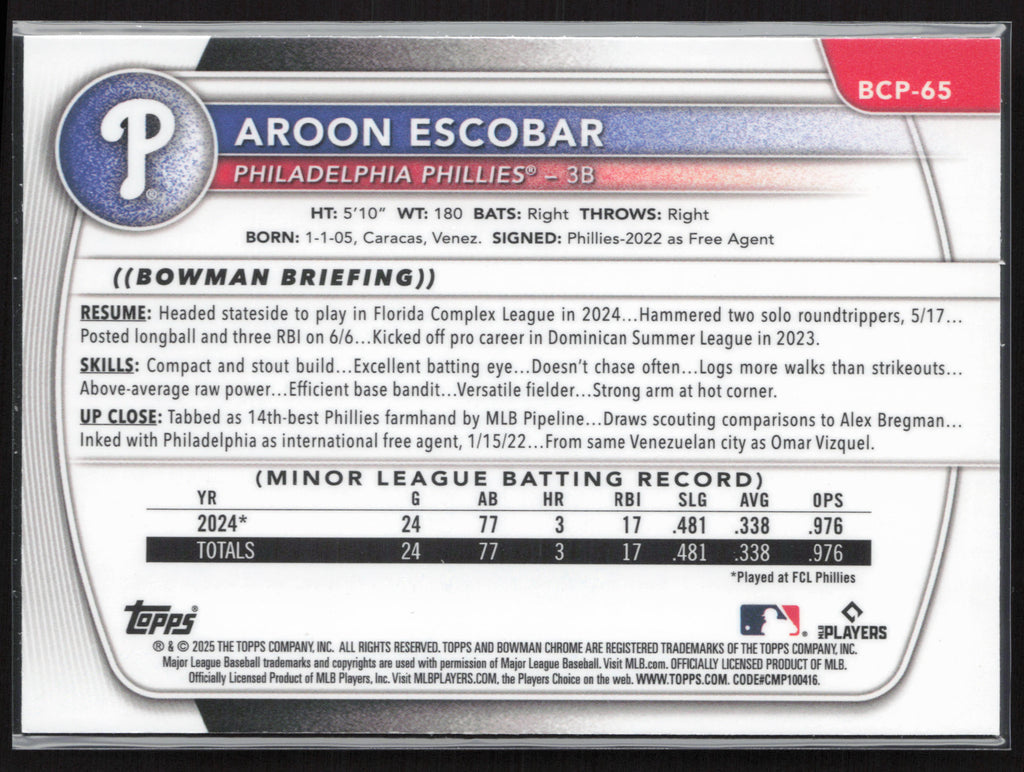 BCP-65
P®
AROON ESCOBAR
PHILADELPHIA PHILLIES® – 3B
HT: 5'10" WT: 180 BATS: Right THROWS: Right
BORN: 1-1-05, Caracas, Venez. SIGNED: Phillies-2022 as Free Agent
((BOWMAN BRIEFING))
RESUME: Headed stateside to play in Florida Complex League in 2024...Hammered two solo roundtrippers, 5/17...
Posted longball and three RBI on 6/6...Kicked off pro career in Dominican Summer League in 2023.
SKILLS: Compact and stout build...Excellent batting eye...Doesn't chase often...Logs more walks than strikeouts...
Above-average raw power...Efficient base bandit...Versatile fielder...Strong arm at hot corner.
UP CLOSE: Tabbed as 14th-best Phillies farmhand by MLB Pipeline...Draws scouting comparisons to Alex Bregman...
Inked with Philadelphia as international free agent, 1/15/22...From same Venezuelan city as Omar Vizquel.
(MINOR LEAGUE BATTING RECORD)
YR G AB HR RBI SLG AVG OPS
2024* 24 77 3 17 .481 .338 .976
TOTALS 24 77 3 17 .481 .338 .976
*Played at FCL Phillies
Topps®
® MLB PLAYERS
® & © 2025 THE TOPPS COMPANY, INC. ALL RIGHTS RESERVED. TOPPS AND BOWMAN CHROME ARE REGISTERED TRADEMARKS OF THE TOPPS COMPANY, INC.
Major League Baseball trademarks and copyrights are used with permission of Major League Baseball. Visit MLB.com. OFFICIALLY LICENSED PRODUCT OF MLB.
Officially Licensed Product of MLB Players, Inc. Visit MLBPLAYERS.COM, the Players Choice on the web. WWW.TOPPS.COM. CODE#CMP100416.